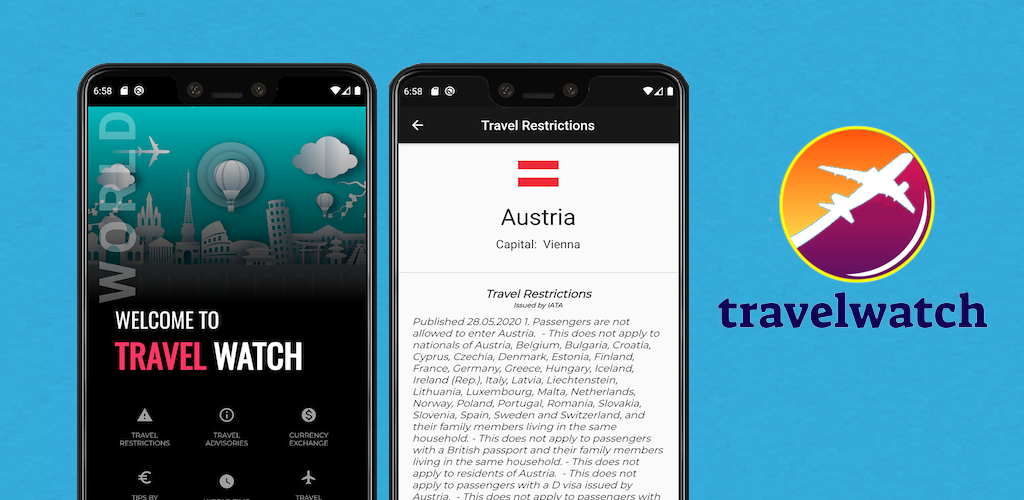 6:58
WORLD
WELCOME TO
TRAVEL WATCH
TRAVEL
RESTRICTIONS
TRAVEL
ADVISORIES
CURRENCY
EXCHANGE
TIPS BY
TRAVEL
6:58
Travel Restrictions
Austria
Capital: Vienna
Travel Restrictions
Issued by IATA
Published 28.05.2020 1. Passengers are not
allowed to enter Austria. - This does not apply to
nationals of Austria, Belgium, Bulgaria, Croatia,
Cyprus, Czechia, Denmark, Estonia, Finland,
France, Germany, Greece, Hungary, Iceland,
Ireland (Rep.), Italy, Latvia, Liechtenstein,
Lithuania, Luxembourg, Malta, Netherlands,
Norway, Poland, Portugal, Romania, Slovakia,
Slovenia, Spain, Sweden and Switzerland, and
their family members living in the same
household. - This does not apply to passengers
with a British passport and their family members
living in the same household. - This does not
apply to residents of Austria. - This does not
apply to passengers with a D visa issued by
Austria. - This does not apply to passengers with
travelwatch